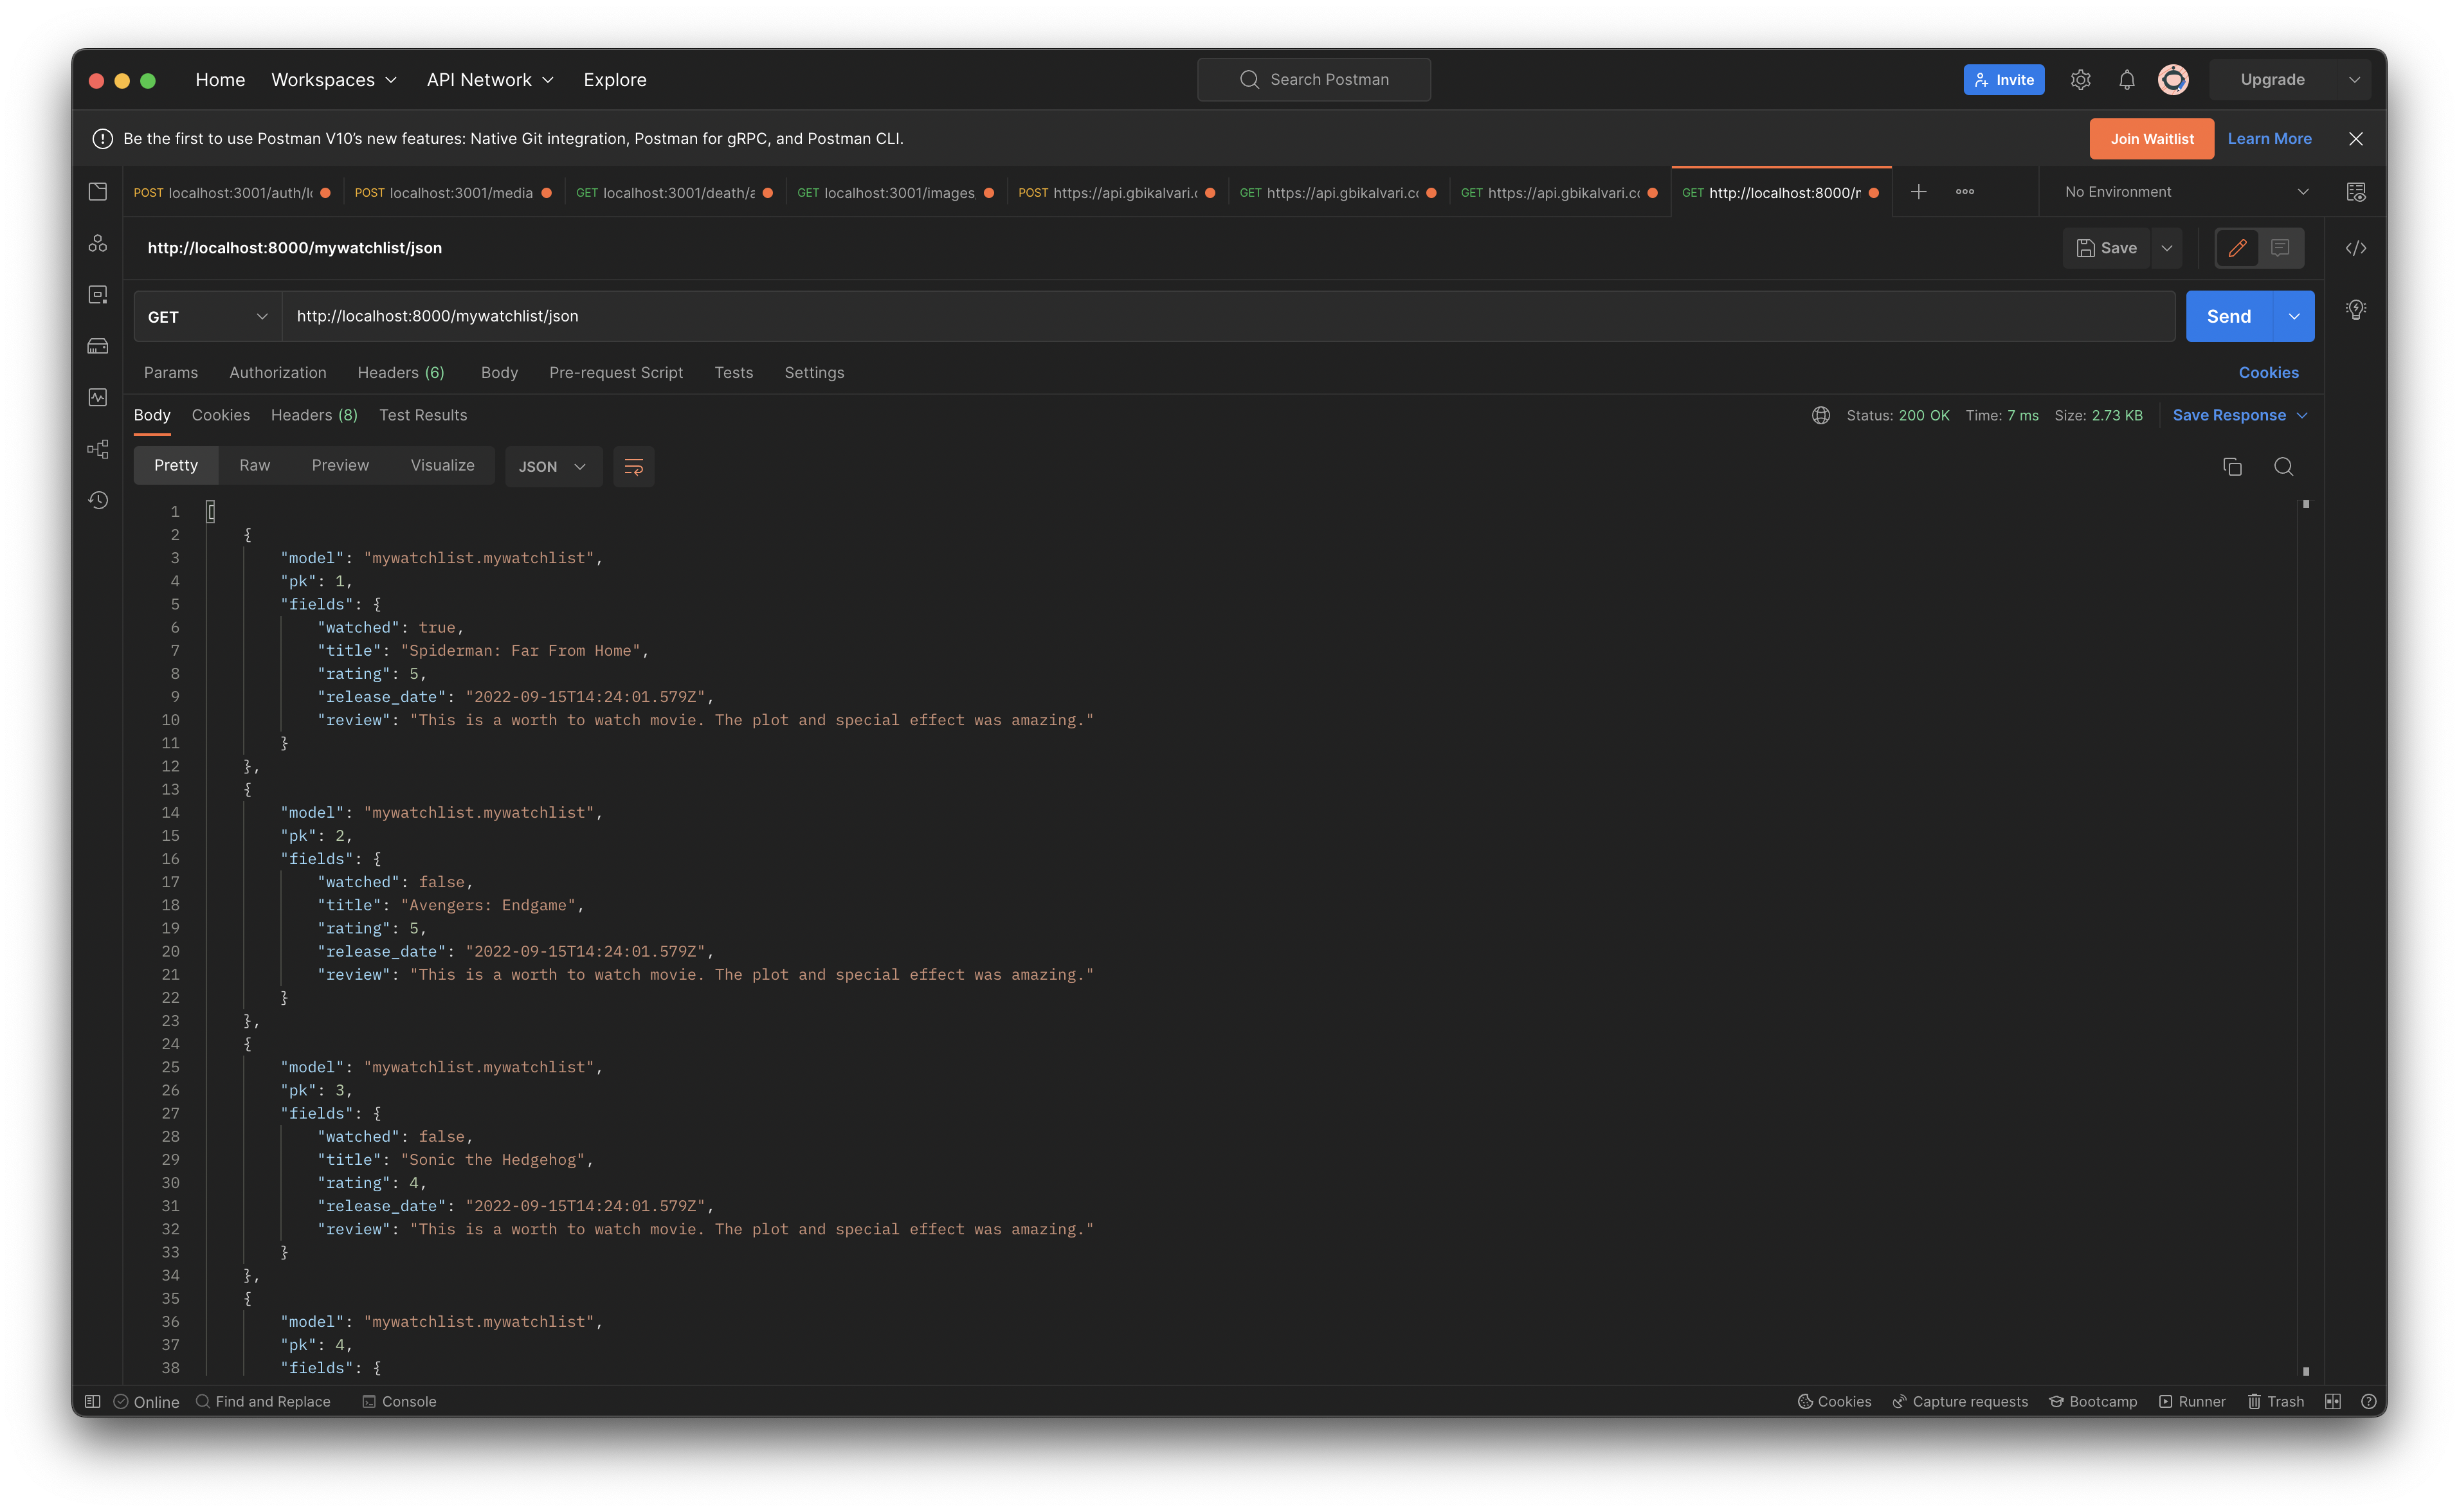 Home Workspaces API Network Explore Search Postman Invite Upgrade
Be the first to use Postman V10's new features: Native Git integration, Postman for gRPC, and Postman CLI. Join Waitlist Learn More
POST localhost:3001/auth/l POST localhost:3001/media GET localhost:3001/death/a GET localhost:3001/images POST https://api.gbikalvari.c GET https://api.gbikalvari.cc GET https://api.gbikalvari.cc GET http://localhost:8000/r No Environment
http://localhost:8000/mywatchlist/json Save
GET http://localhost:8000/mywatchlist/json Send
Params Authorization Headers (6) Body Pre-request Script Tests Settings Cookies
Body Cookies Headers (8) Test Results Status: 200 OK Time: 7 ms Size: 2.73 KB Save Response
Pretty Raw Preview Visualize JSON
1 [
2 {
3 "model": "mywatchlist.mywatchlist",
4 "pk": 1,
5 "fields": {
6 "watched": true,
7 "title": "Spiderman: Far From Home",
8 "rating": 5,
9 "release_date": "2022-09-15T14:24:01.579Z",
10 "review": "This is a worth to watch movie. The plot and special effect was amazing."
11 }
12 },
13 {
14 "model": "mywatchlist.mywatchlist",
15 "pk": 2,
16 "fields": {
17 "watched": false,
18 "title": "Avengers: Endgame",
19 "rating": 5,
20 "release_date": "2022-09-15T14:24:01.579Z",
21 "review": "This is a worth to watch movie. The plot and special effect was amazing."
22 }
23 },
24 {
25 "model": "mywatchlist.mywatchlist",
26 "pk": 3,
27 "fields": {
28 "watched": false,
29 "title": "Sonic the Hedgehog",
30 "rating": 4,
31 "release_date": "2022-09-15T14:24:01.579Z",
32 "review": "This is a worth to watch movie. The plot and special effect was amazing."
33 }
34 },
35 {
36 "model": "mywatchlist.mywatchlist",
37 "pk": 4,
38 "fields": {
Online Find and Replace Console Cookies Capture requests Bootcamp Runner Trash